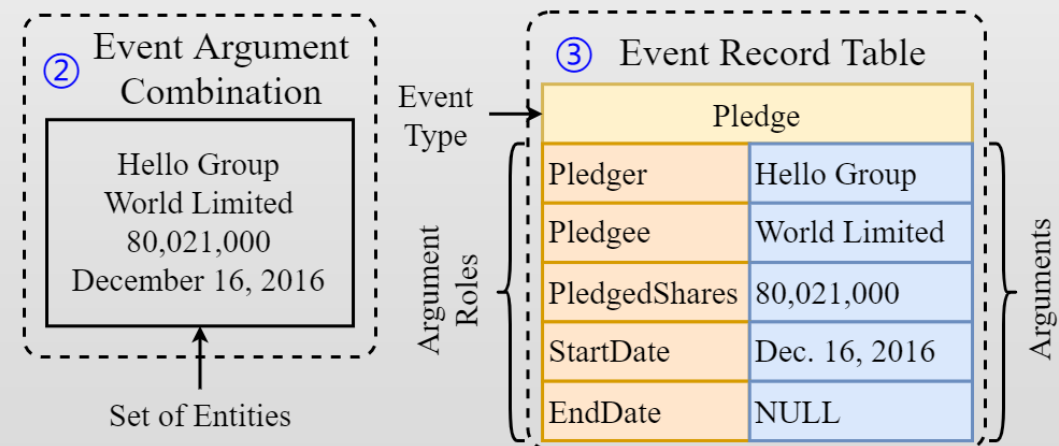 ② Event Argument
Combination
Hello Group
World Limited
80,021,000
December 16, 2016
Set of Entities
③ Event Record Table
Event
Type
Pledge
Argument
Roles
Pledger Hello Group
Pledgee World Limited
PledgedShares 80,021,000
StartDate Dec. 16, 2016
EndDate NULL
Arguments